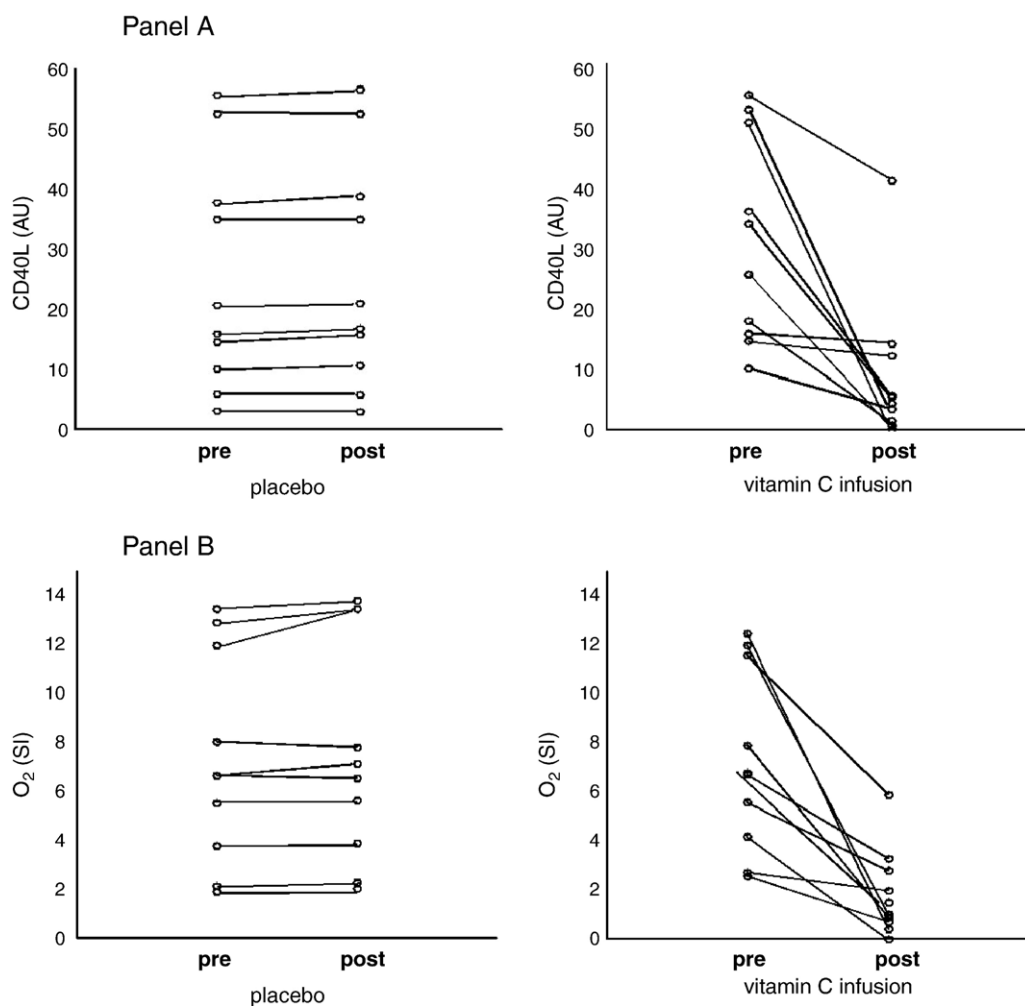 Panel A
60
50
40
30
20
10
0
CD40L (AU)
pre post
placebo
60
50
40
30
20
10
0
CD40L (AU)
pre post
vitamin C infusion
Panel B
14
12
10
8
6
4
2
0
O₂ (SI)
pre post
placebo
14
12
10
8
6
4
2
0
O₂ (SI)
pre post
vitamin C infusion